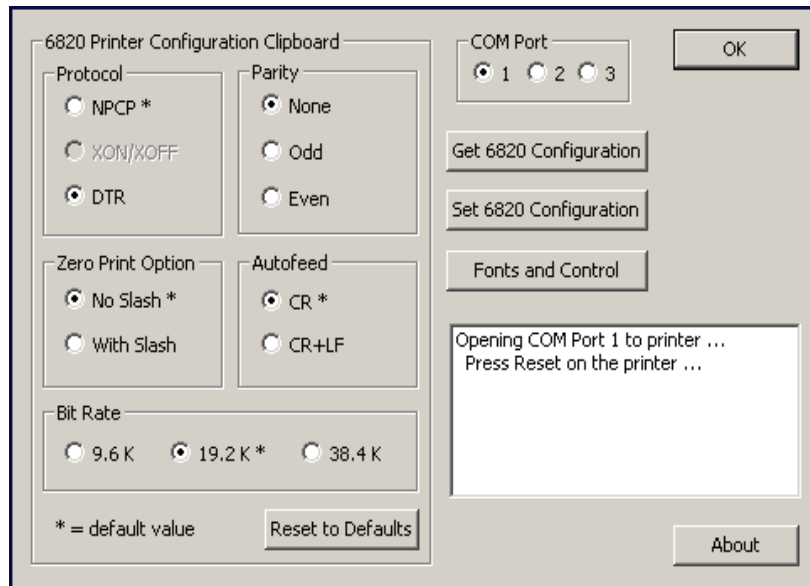 6820 Printer Configuration Clipboard
Protocol
NPCP *
XON/XOFF
DTR
Parity
None
Odd
Even
Zero Print Option
No Slash *
With Slash
Autofeed
CR *
CR+LF
Bit Rate
9.6 K
19.2 K *
38.4 K
* = default value
Reset to Defaults
COM Port
1
2
3
OK
Get 6820 Configuration
Set 6820 Configuration
Fonts and Control
Opening COM Port 1 to printer ...
Press Reset on the printer ...
About